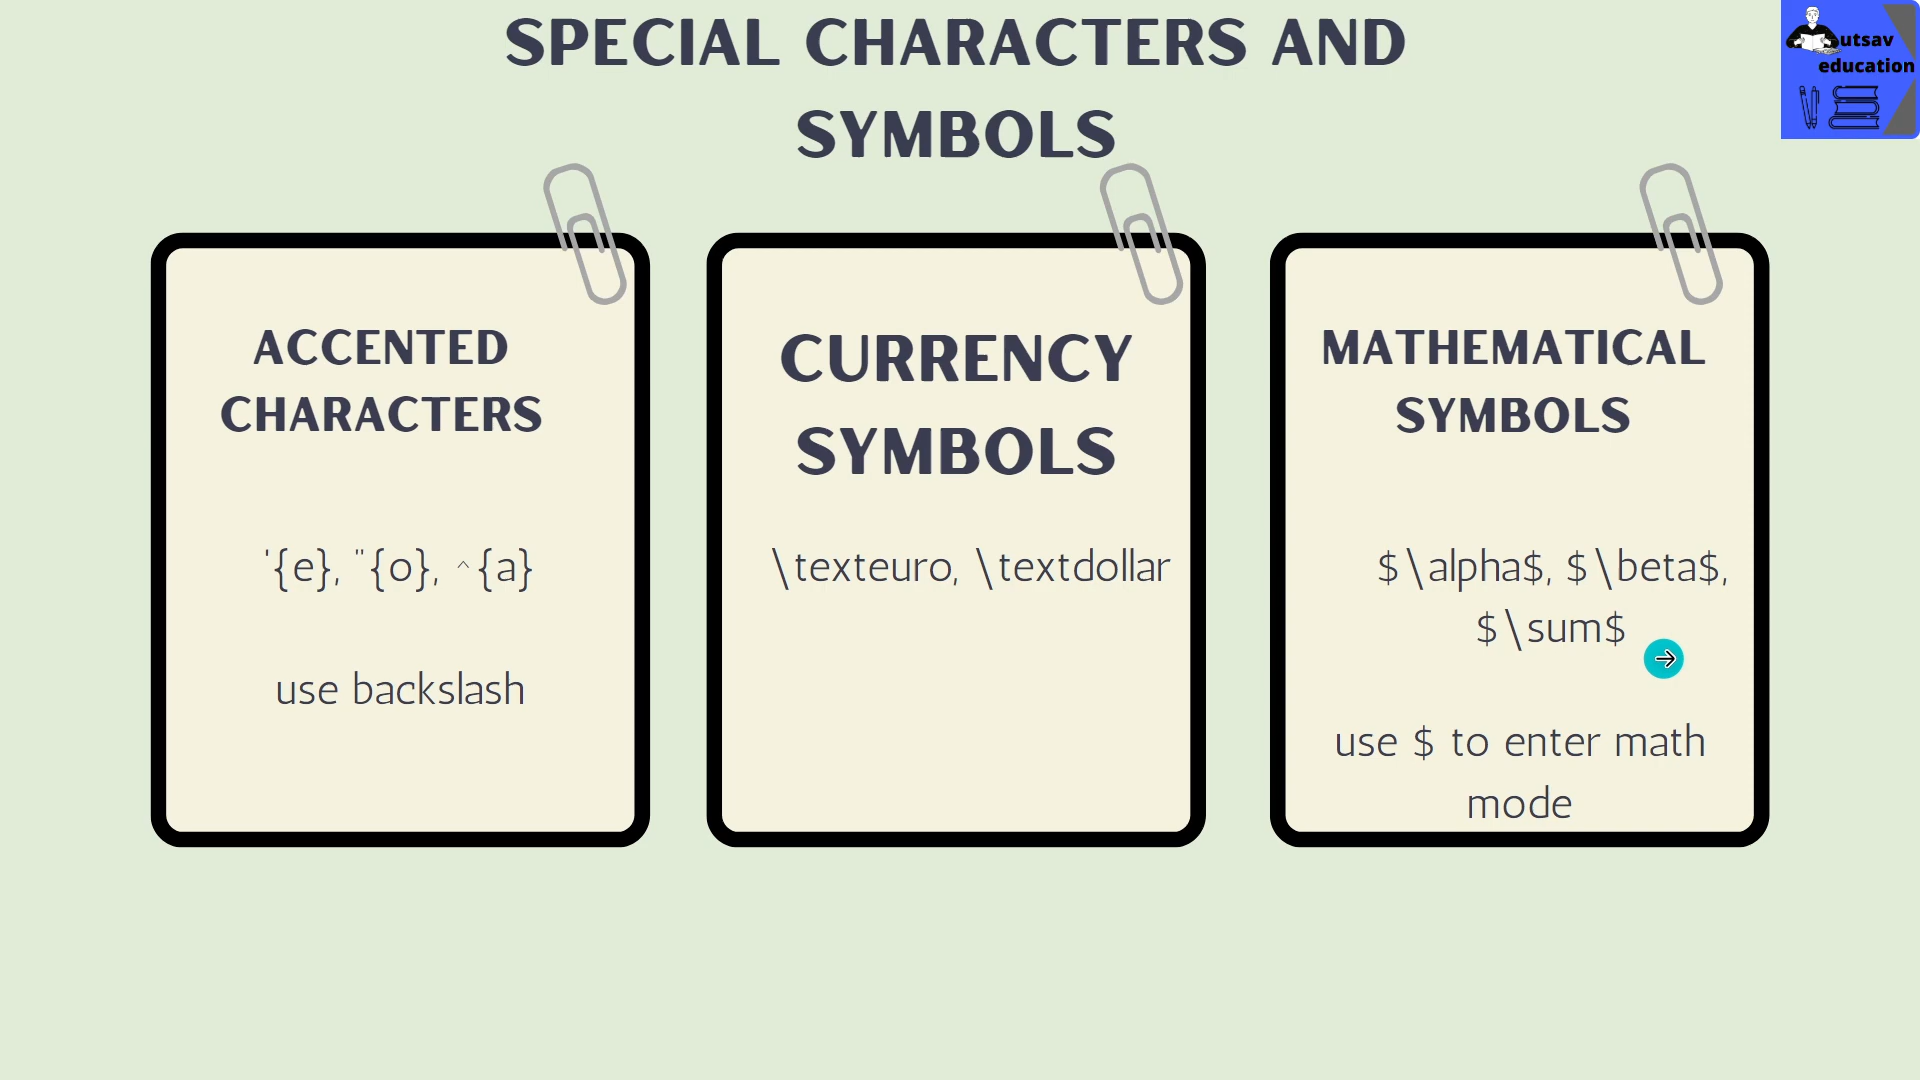 SPECIAL CHARACTERS AND
SYMBOLS
utsav
education
ACCENTED
CHARACTERS
'{e}, "{o}, ^{a}
use backslash
CURRENCY
SYMBOLS
\texteuro, \textdollar
MATHEMATICAL
SYMBOLS
$\alpha$, $\beta$,
$\sum$
use $ to enter math
mode